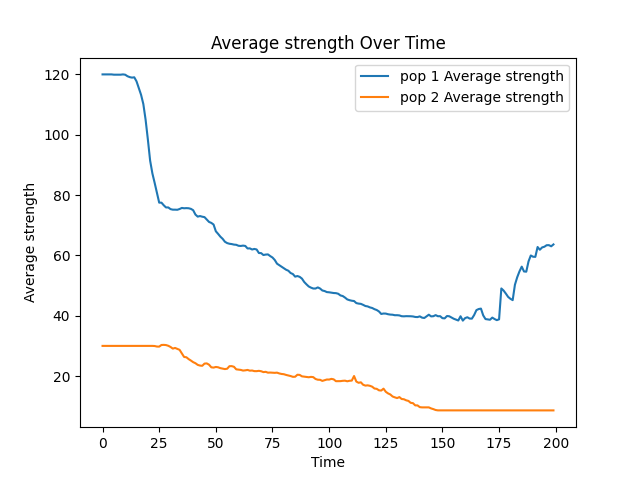 Average strength Over Time
pop 1 Average strength
pop 2 Average strength
Average strength
120
100
80
60
40
20
0 25 50 75 100 125 150 175 200
Time